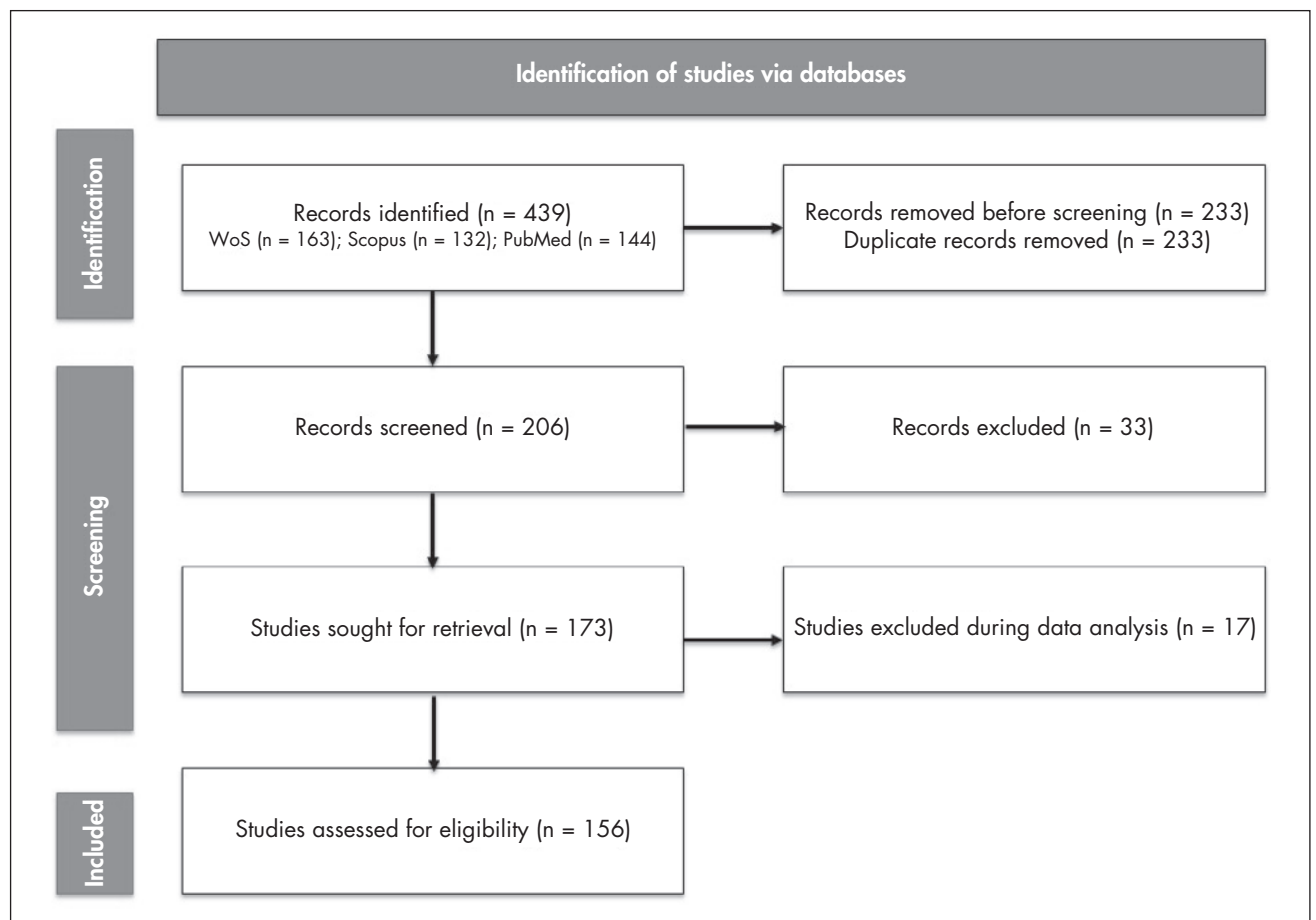 Identification of studies via databases
Identification
Records identified (n = 439)
WoS (n = 163); Scopus (n = 132); PubMed (n = 144)
Records removed before screening (n = 233)
Duplicate records removed (n = 233)
Screening
Records screened (n = 206)
Records excluded (n = 33)
Studies sought for retrieval (n = 173)
Studies excluded during data analysis (n = 17)
Included
Studies assessed for eligibility (n = 156)